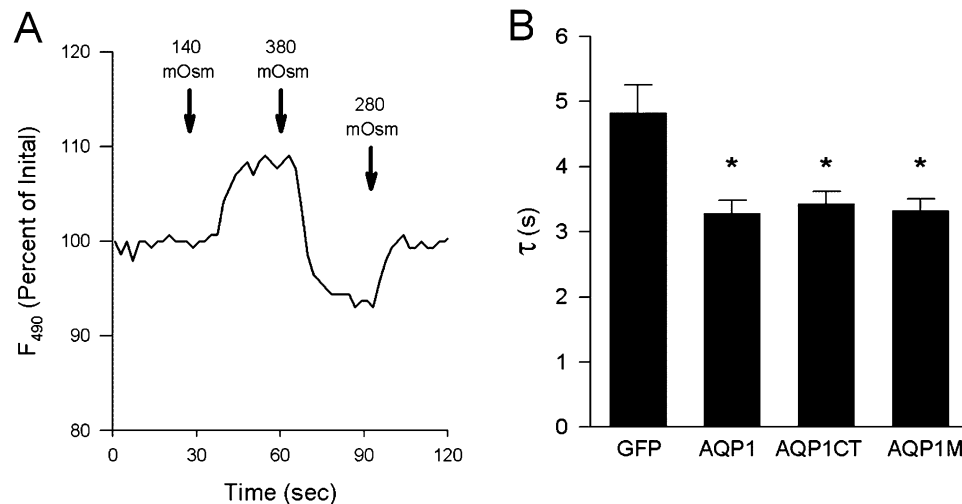 A
120
110
100
90
80
F490 (Percent of Inital)
140
mOsm
380
mOsm
280
mOsm
0
30
60
90
120
Time (sec)
B
6
5
4
3
2
1
0
τ (s)
*
*
*
GFP
AQP1
AQP1CT
AQP1M